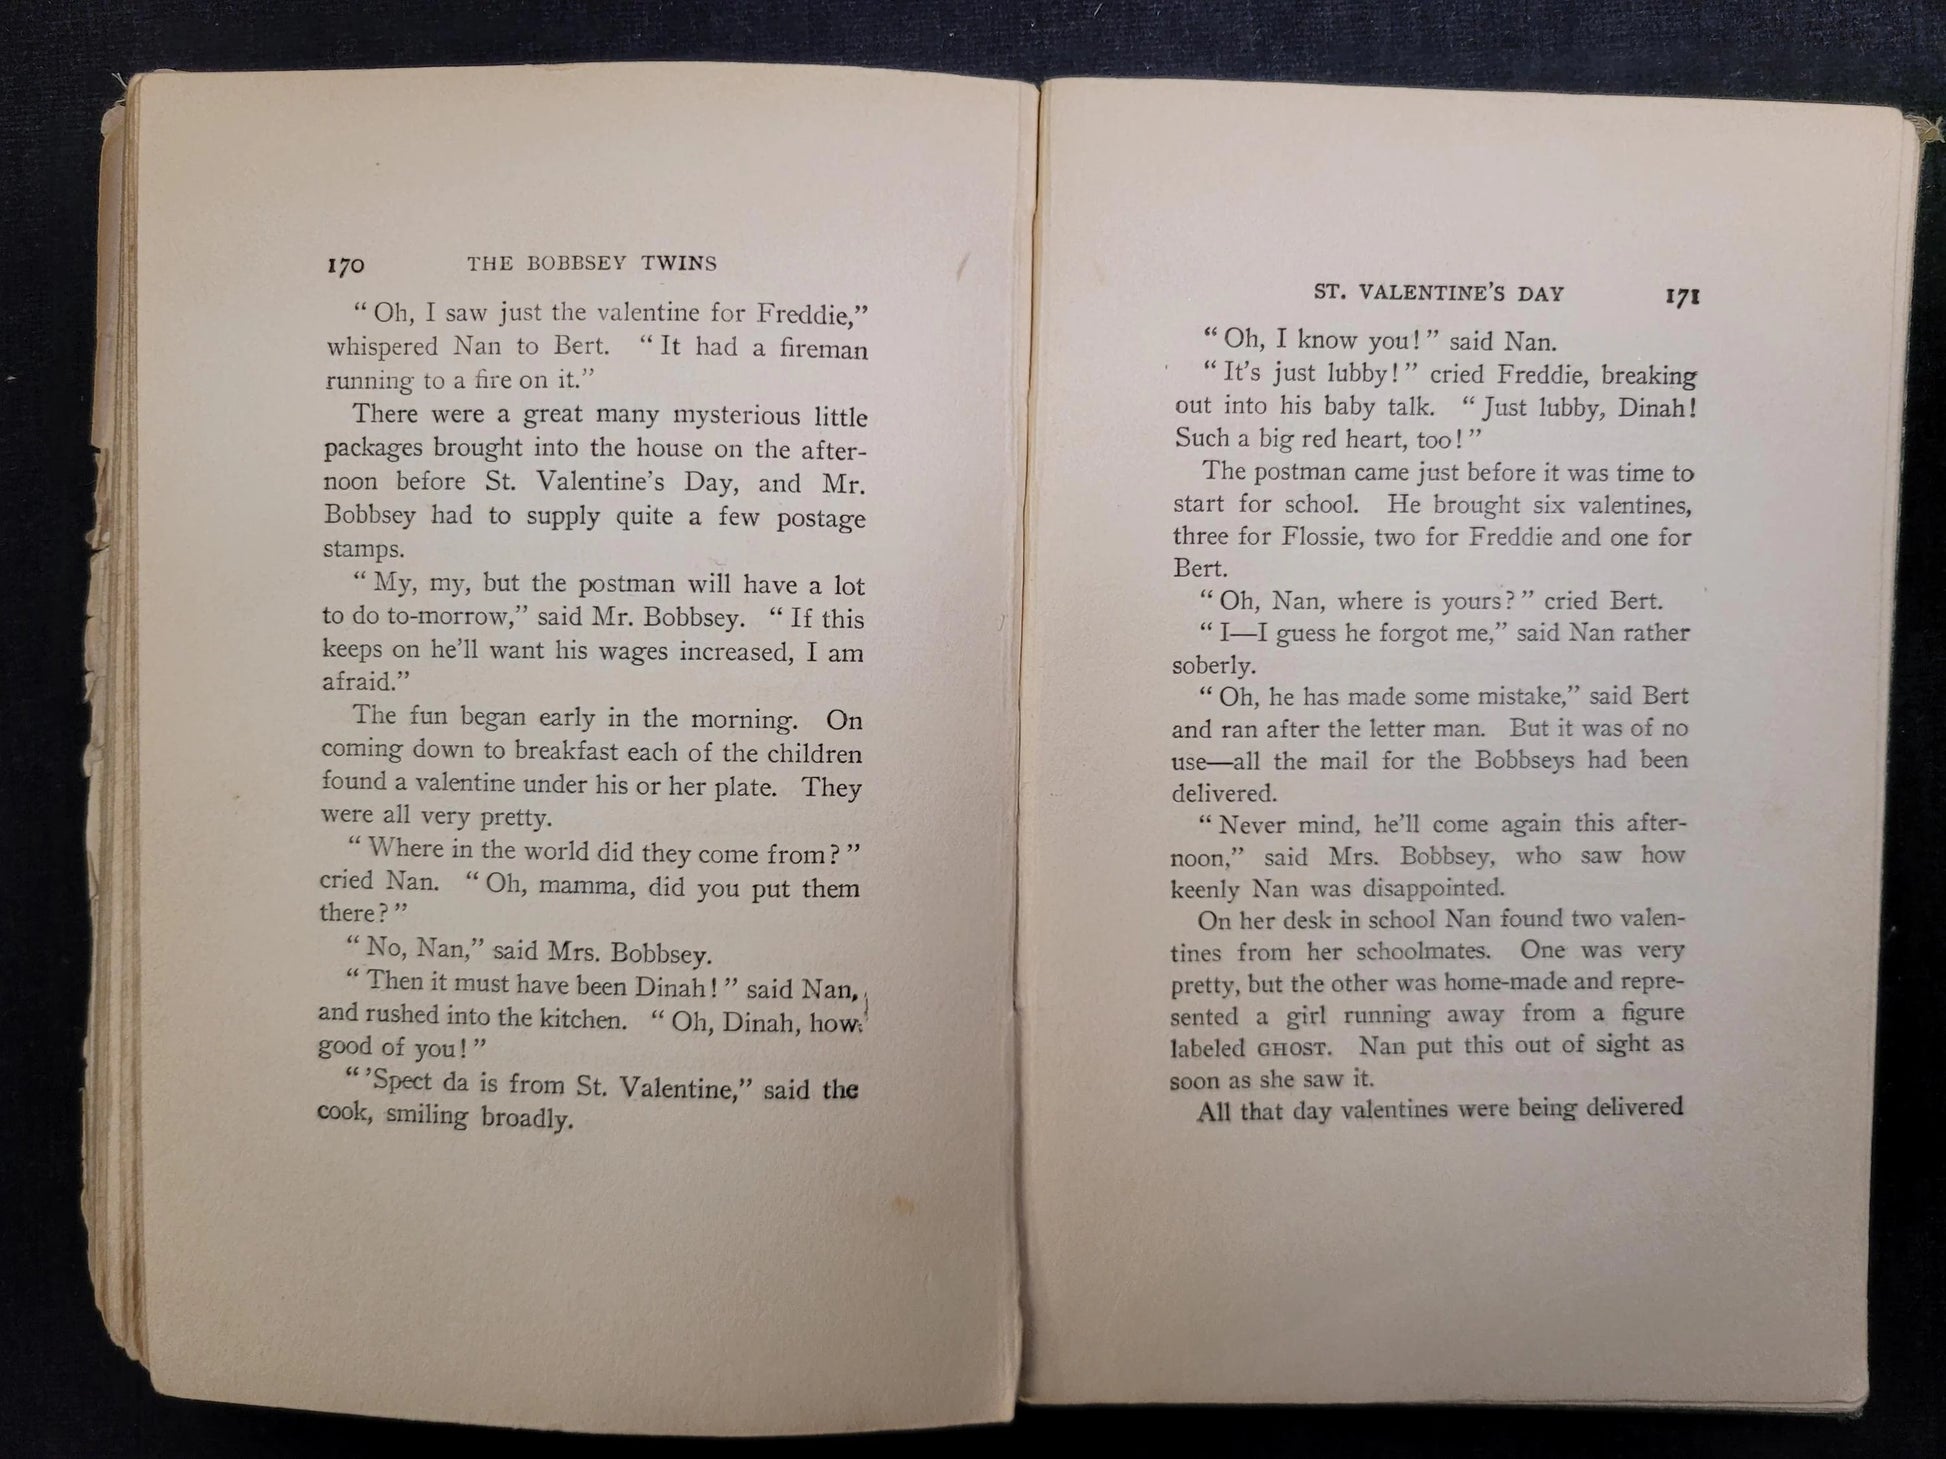 170 THE BOBBSEY TWINS
“Oh, I saw just the valentine for Freddie,”
whispered Nan to Bert. “It had a fireman
running to a fire on it.”
There were a great many mysterious little
packages brought into the house on the after-
noon before St. Valentine’s Day, and Mr.
Bobbsey had to supply quite a few postage
stamps.
“My, my, but the postman will have a lot
to do to-morrow,” said Mr. Bobbsey. “If this
keeps on he’ll want his wages increased, I am
afraid.”
The fun began early in the morning. On
coming down to breakfast each of the children
found a valentine under his or her plate. They
were all very pretty.
“Where in the world did they come from?”
cried Nan. “Oh, mamma, did you put them
there?”
“No, Nan,” said Mrs. Bobbsey.
“Then it must have been Dinah!” said Nan,
and rushed into the kitchen. “Oh, Dinah, how
good of you!”
“’Spect da is from St. Valentine,” said the
cook, smiling broadly.
ST. VALENTINE’S DAY 171
“Oh, I know you!” said Nan.
“It’s just lubby!” cried Freddie, breaking
out into his baby talk. “Just lubby, Dinah!
Such a big red heart, too!”
The postman came just before it was time to
start for school. He brought six valentines,
three for Flossie, two for Freddie and one for
Bert.
“Oh, Nan, where is yours?” cried Bert.
“I—I guess he forgot me,” said Nan rather
soberly.
“Oh, he has made some mistake,” said Bert
and ran after the letter man. But it was of no
use—all the mail for the Bobbseys had been
delivered.
“Never mind, he’ll come again this after-
noon,” said Mrs. Bobbsey, who saw how
keenly Nan was disappointed.
On her desk in school Nan found two valen-
tines from her schoolmates. One was very
pretty, but the other was home-made and repre-
sented a girl running away from a figure
labeled GHOST. Nan put this out of sight as
soon as she saw it.
All that day valentines were being delivered